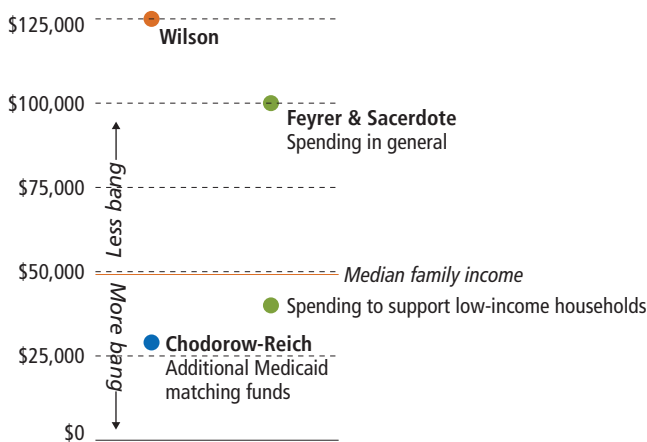 $125,000
Wilson
$100,000
Feyrer & Sacerdote
Spending in general
$75,000
Less bang
$50,000
Median family income
More bang
Spending to support low-income households
Chodorow-Reich
$25,000
Additional Medicaid
matching funds
$0